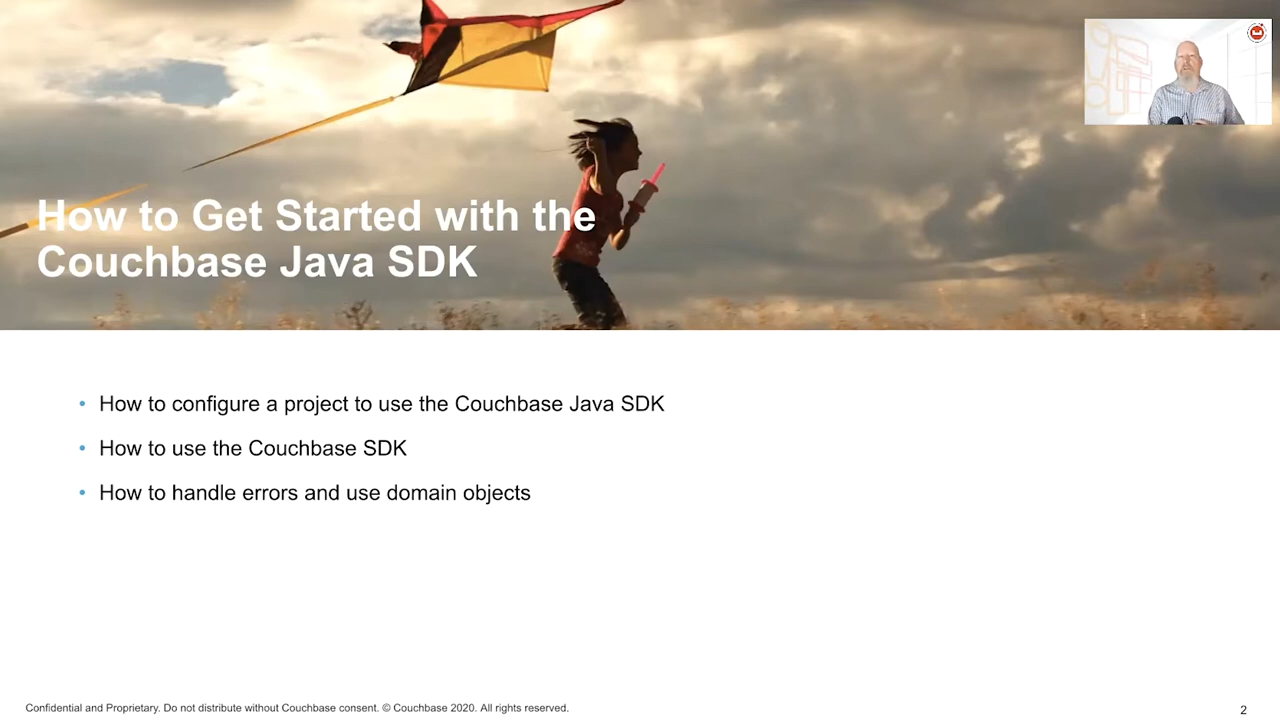 How to Get Started with the
Couchbase Java SDK
• How to configure a project to use the Couchbase Java SDK
• How to use the Couchbase SDK
• How to handle errors and use domain objects
Confidential and Proprietary. Do not distribute without Couchbase consent. © Couchbase 2020. All rights reserved.
2